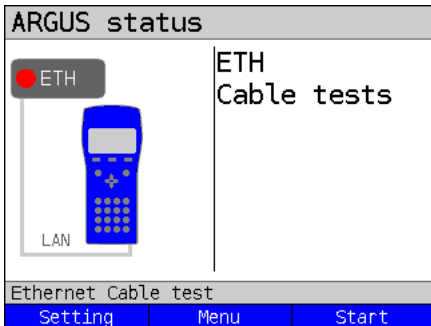 ARGUS status
ETH
ETH
Cable tests
LAN
Ethernet Cable test
Setting Menu Start